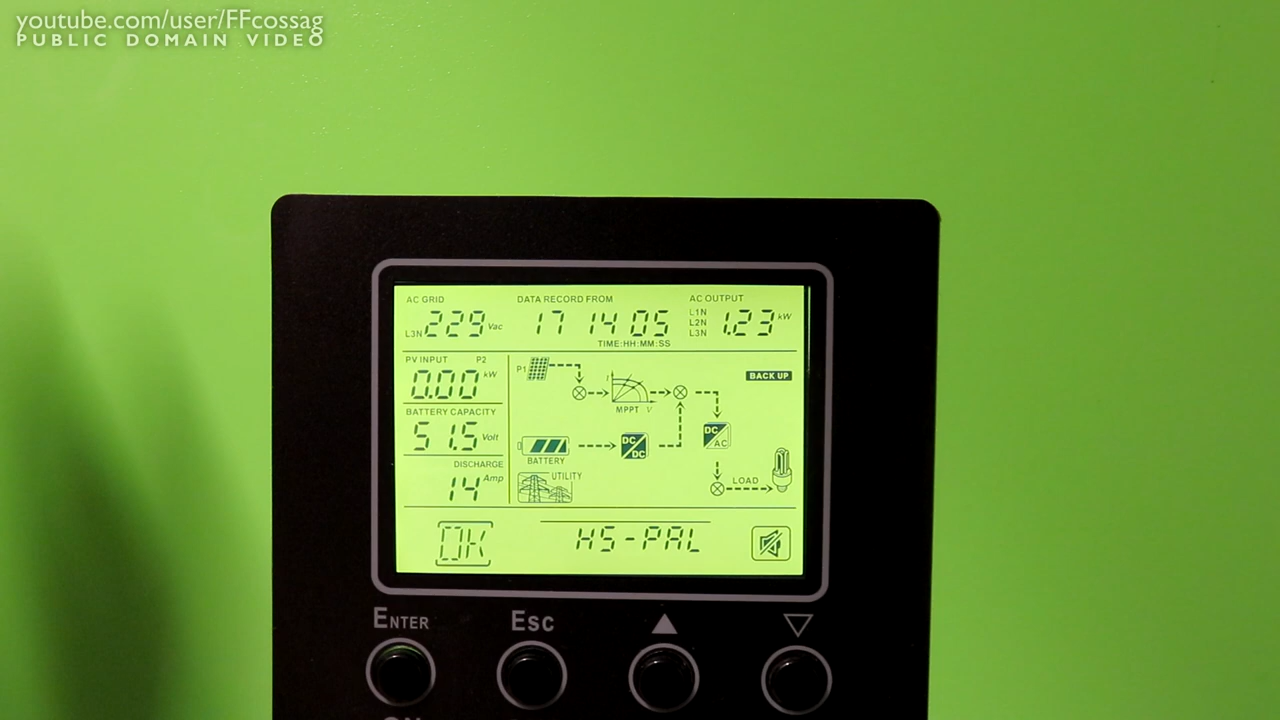 youtube.com/user/FFcossag
PUBLIC DOMAIN VIDEO
AC GRID
L3N 229 Vac
DATA RECORD FROM
17 14 05
TIME:HH:MM:SS
AC OUTPUT
L1N
L2N
L3N
1.23 kW
PV INPUT P2
0.00 kW
BATTERY CAPACITY
51.5 Volt
DISCHARGE
14 Amp
P1
I
MPPT V
BACK UP
BATTERY
DC/DC
DC/AC
UTILITY
LOAD
OK
HS-PAL
ENTER
ESC